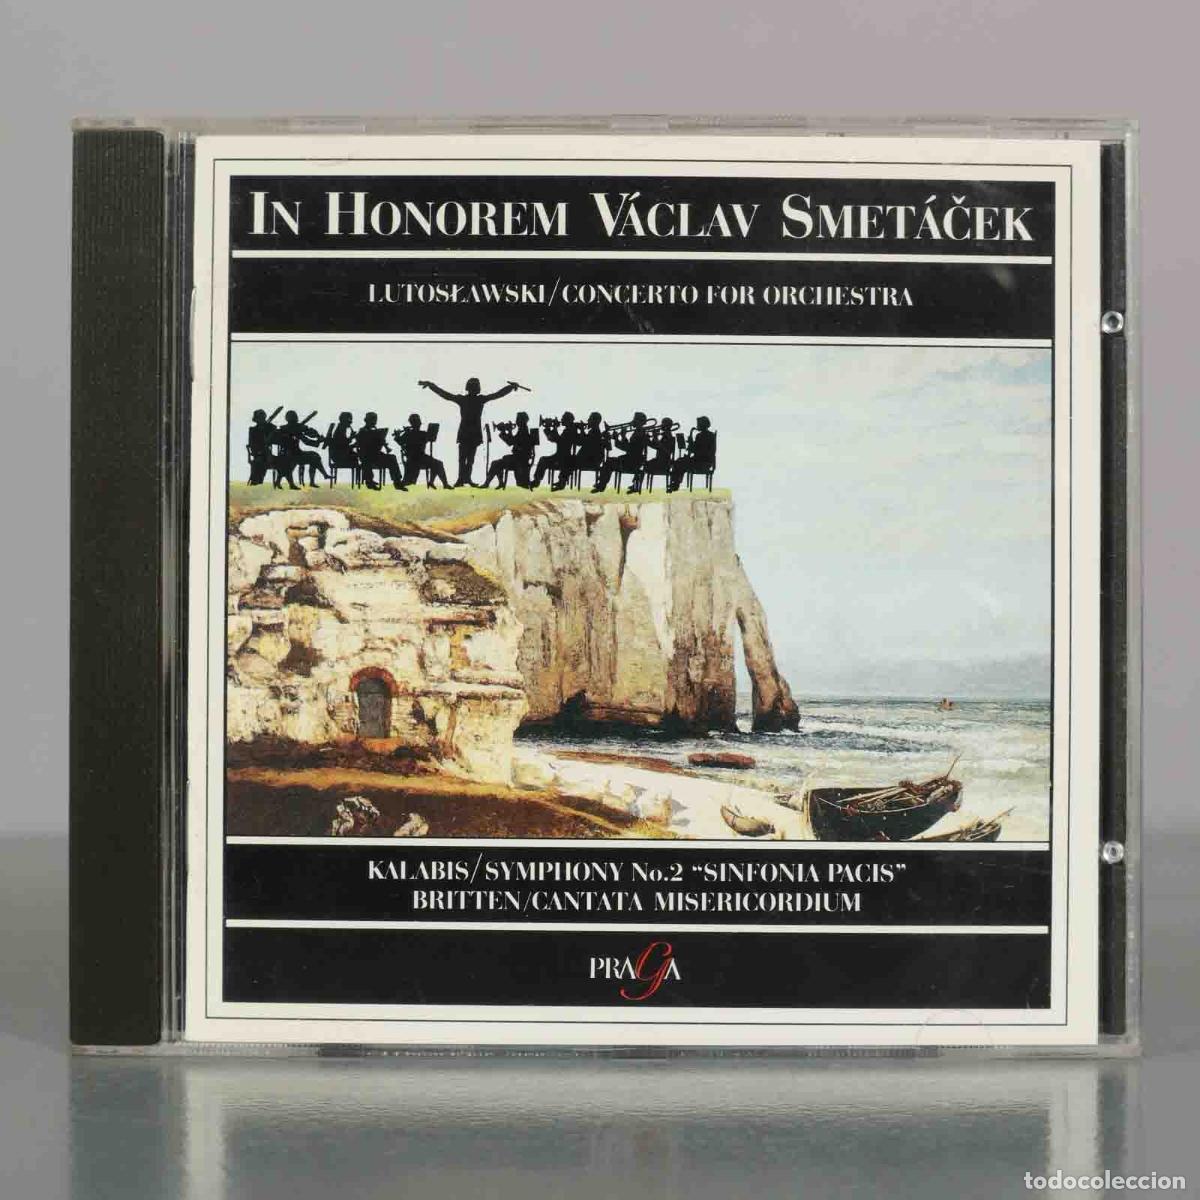 IN HONOREM VÁCLAV SMETÁČEK
LUTOSŁAWSKI/CONCERTO FOR ORCHESTRA
KALABIS/SYMPHONY No.2 “SINFONIA PACIS”
BRITTEN/CANTATA MISERICORDIUM
PRAGA
todocoleccion